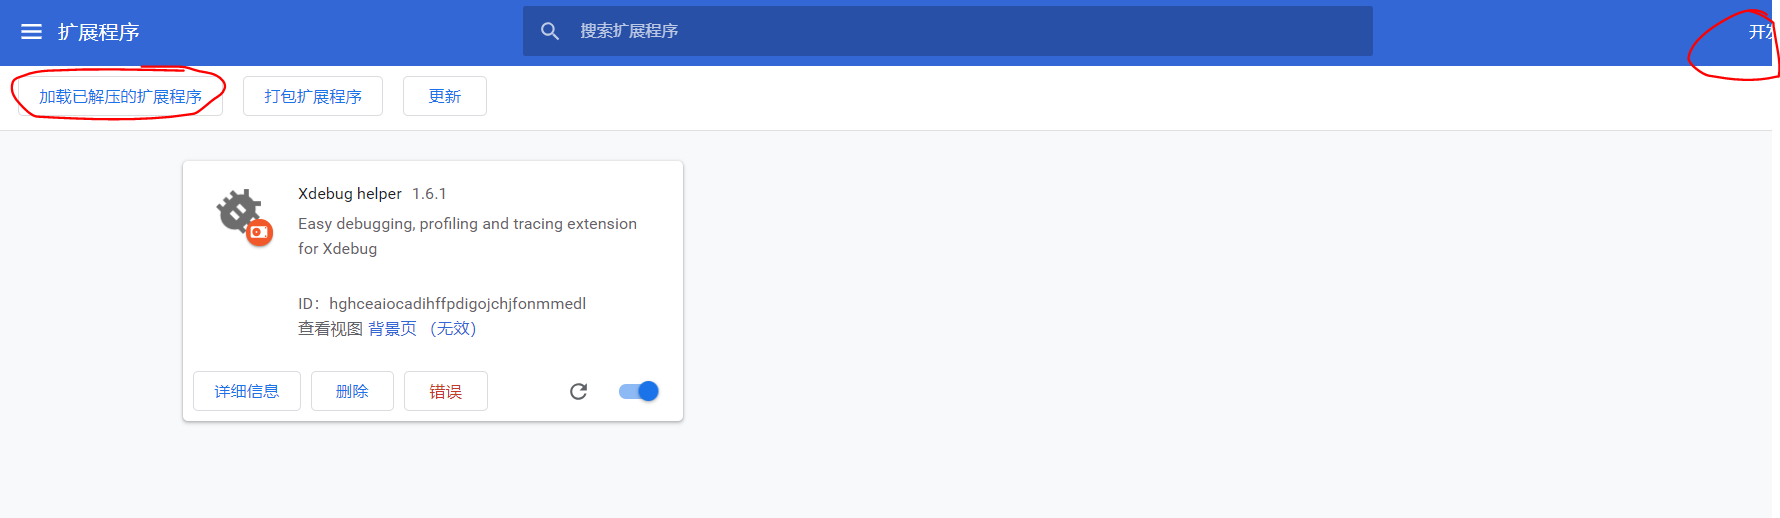 扩展程序
搜索扩展程序
开
加载已解压的扩展程序
打包扩展程序
更新
Xdebug helper 1.6.1
Easy debugging, profiling and tracing extension
for Xdebug
ID：hghceaiocadihffpdigojchjfonmmedl
查看视图 背景页 （无效）
详细信息
删除
错误